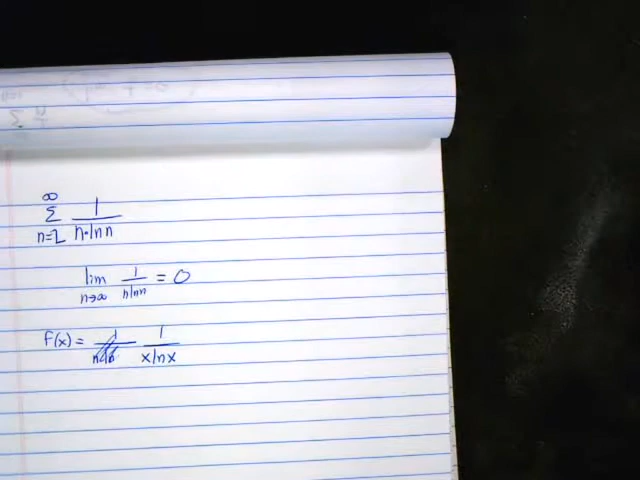 ∞
Σ 1
n=2 n·ln n
lim 1/(n ln n) = 0
n→∞
f(x) = 1/(x ln x)